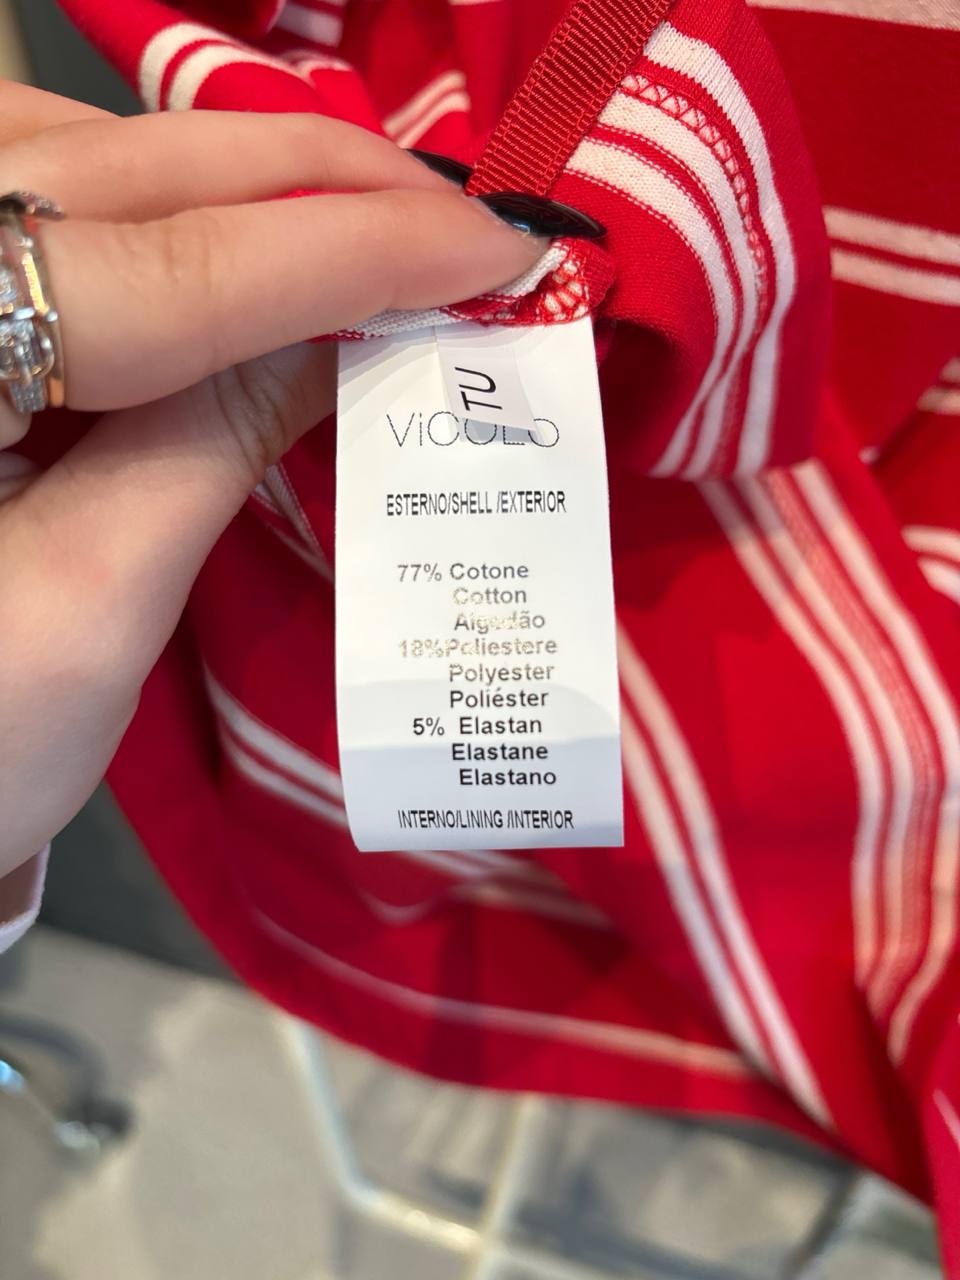 TU
ViCOLO
ESTERNO/SHELL /EXTERIOR
77% Cotone
Cotton
Algodão
18%Poliestere
Polyester
Poliéster
5% Elastan
Elastane
Elastano
INTERNO/LINING /INTERIOR